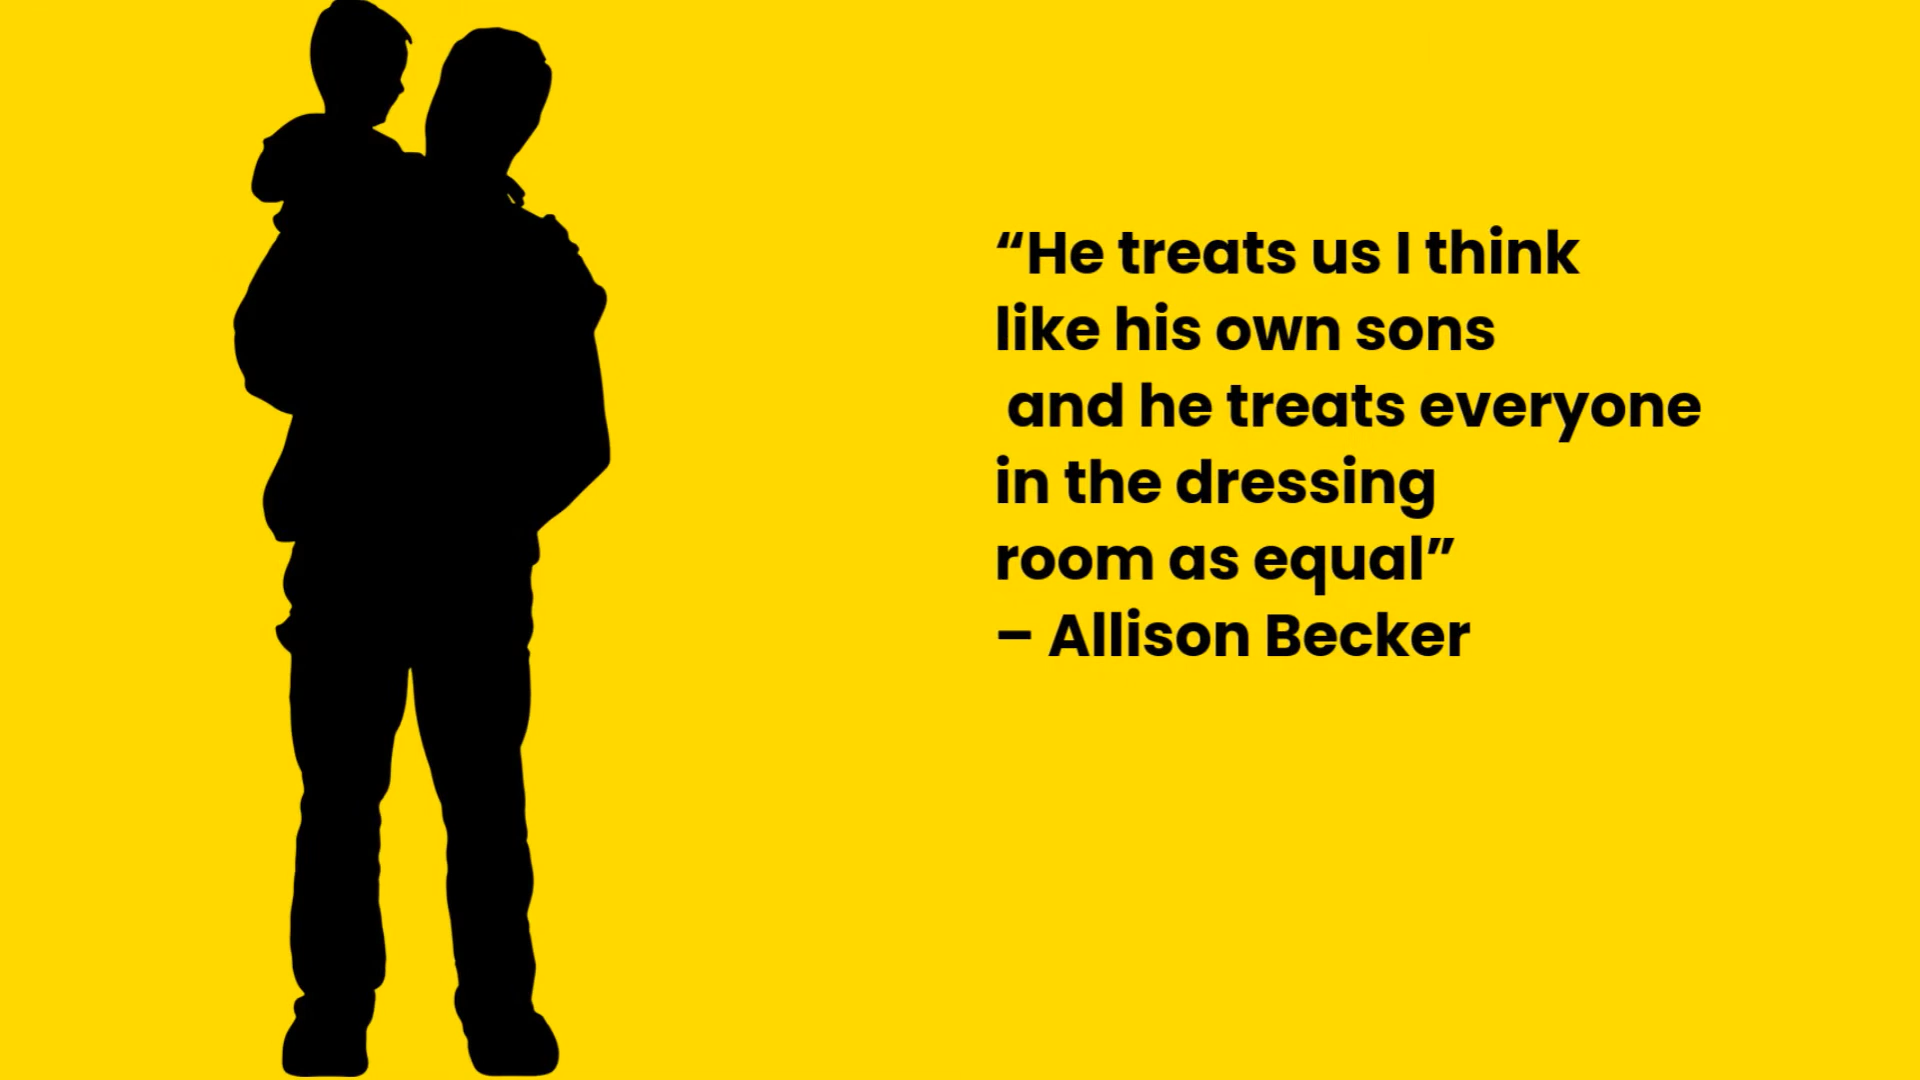 “He treats us I think
like his own sons
and he treats everyone
in the dressing
room as equal”
– Allison Becker